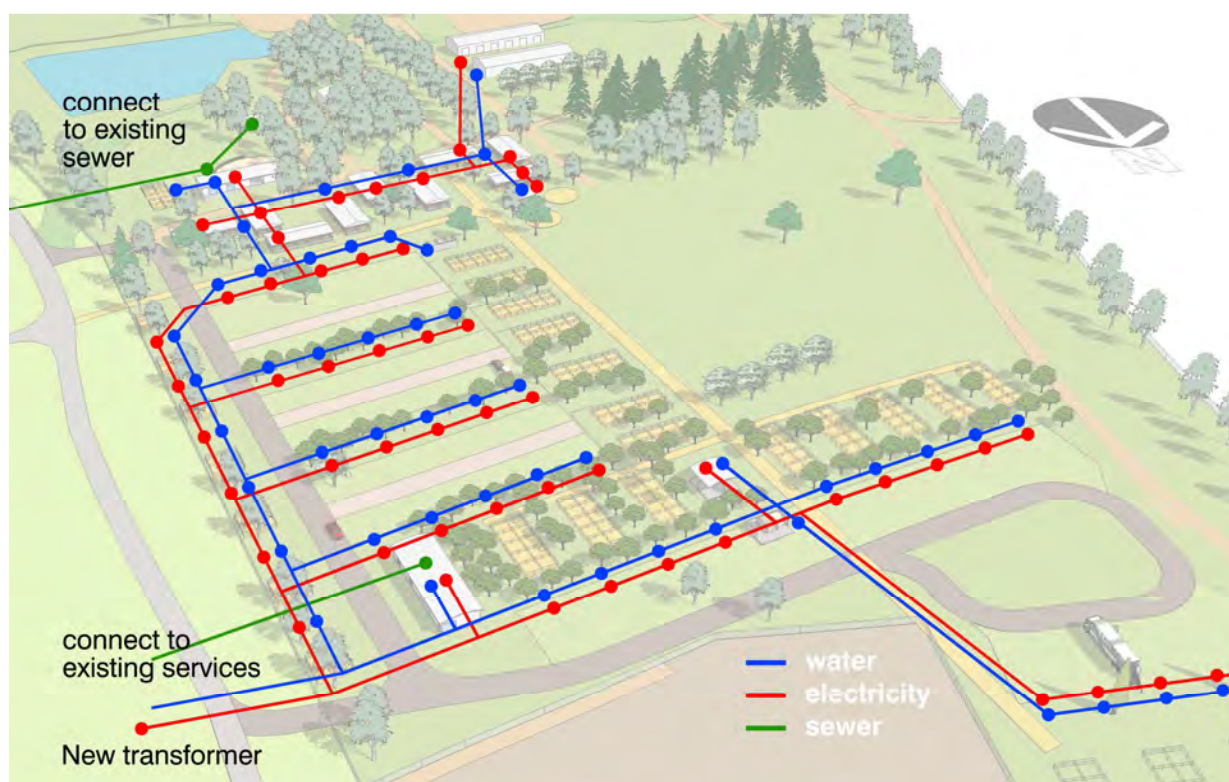 connect
to existing
sewer
connect to
existing services
New transformer
water
electricity
sewer